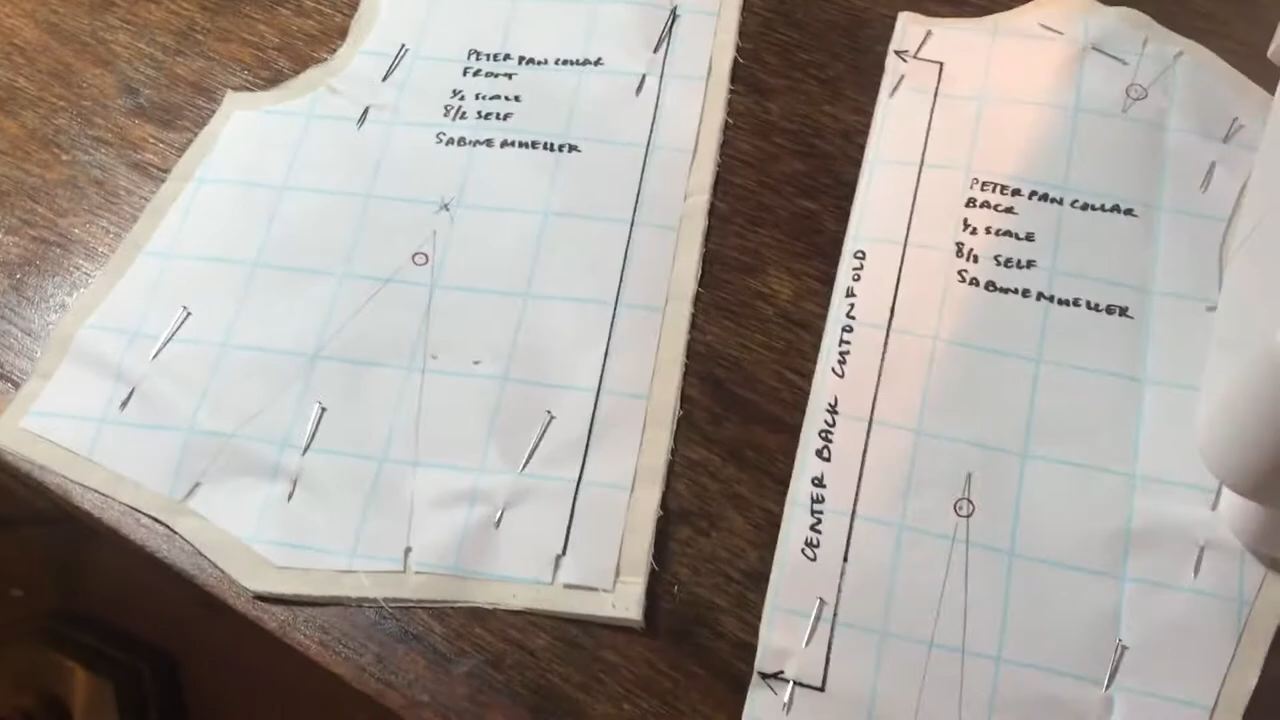 PETER PAN COLLAR
FRONT
1/2 SCALE
8/2 SELF
SABINE MUELLER
CENTER BACK CUT ON FOLD
PETER PAN COLLAR
BACK
1/2 SCALE
8/1 SELF
SABINE MUELLER